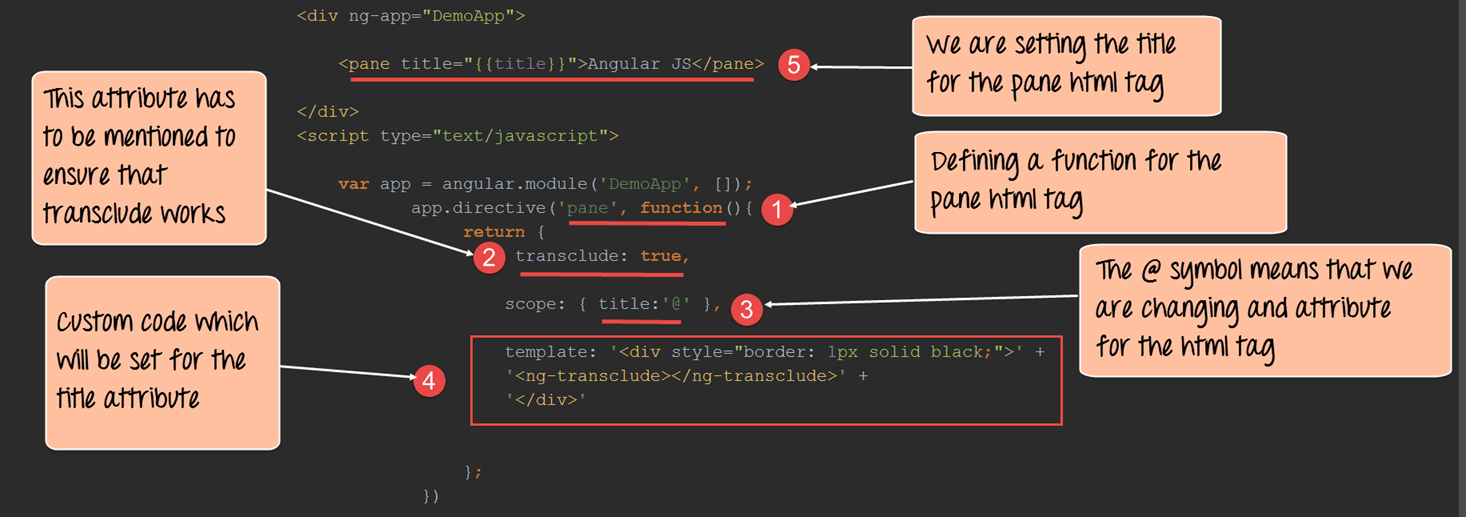 <div ng-app="DemoApp">
<pane title="{{title}}">Angular JS</pane>
</div>
<script type="text/javascript">
var app = angular.module('DemoApp', []);
app.directive('pane', function(){
return {
transclude: true,
scope: { title:'@' },
template: '<div style="border: 1px solid black;">' +
'<ng-transclude></ng-transclude>' +
'</div>'
};
})
This attribute has
to be mentioned to
ensure that
transclude works
2
Custom code which
will be set for the
title attribute
4
We are setting the title
for the pane html tag
5
Defining a function for the
pane html tag
1
The @ symbol means that we
are changing and attribute
for the html tag
3